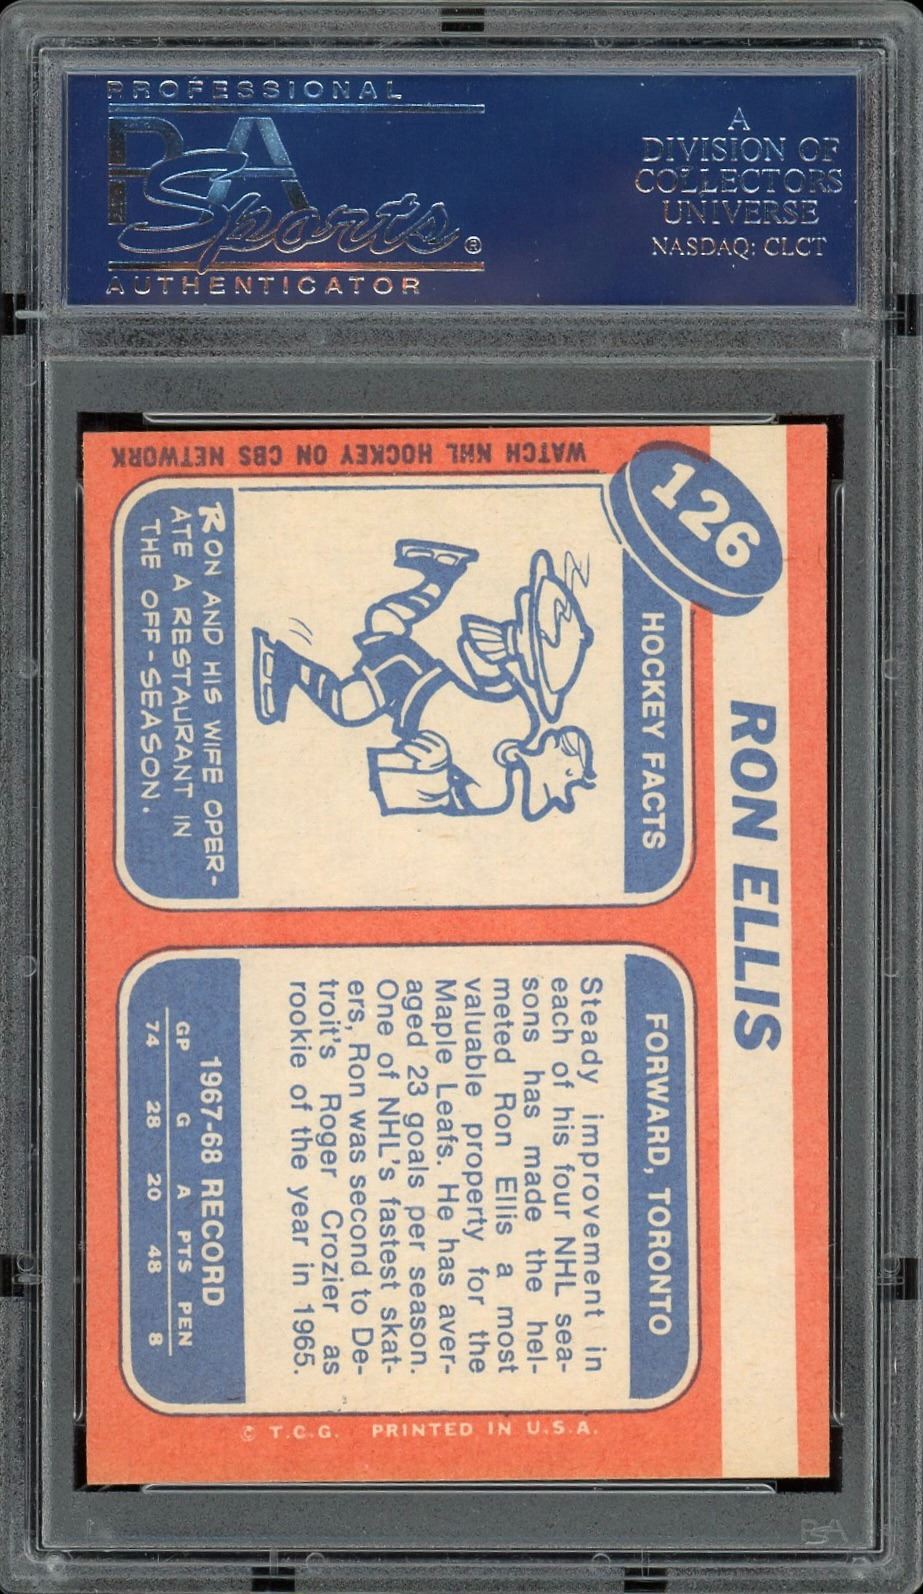 PROFESSIONAL
PSA
Sports®
AUTHENTICATOR
A
DIVISION OF
COLLECTORS
UNIVERSE
NASDAQ: CLCT
126
RON ELLIS
WATCH NHL HOCKEY ON CBS NETWORK
HOCKEY FACTS
RON AND HIS WIFE OPER-
ATE A RESTAURANT IN
THE OFF-SEASON.
FORWARD, TORONTO
Steady improvement in
each of his four NHL sea-
sons has made the hel-
meted Ron Ellis a most
valuable property for the
Maple Leafs. He has aver-
aged 23 goals per season.
One of NHL's fastest skat-
ers, Ron was second to De-
troit's Roger Crozier as
rookie of the year in 1965.
1967-68 RECORD
GP G A PTS PEN
74 28 20 48 8
© T.C.G. PRINTED IN U.S.A.
PSA